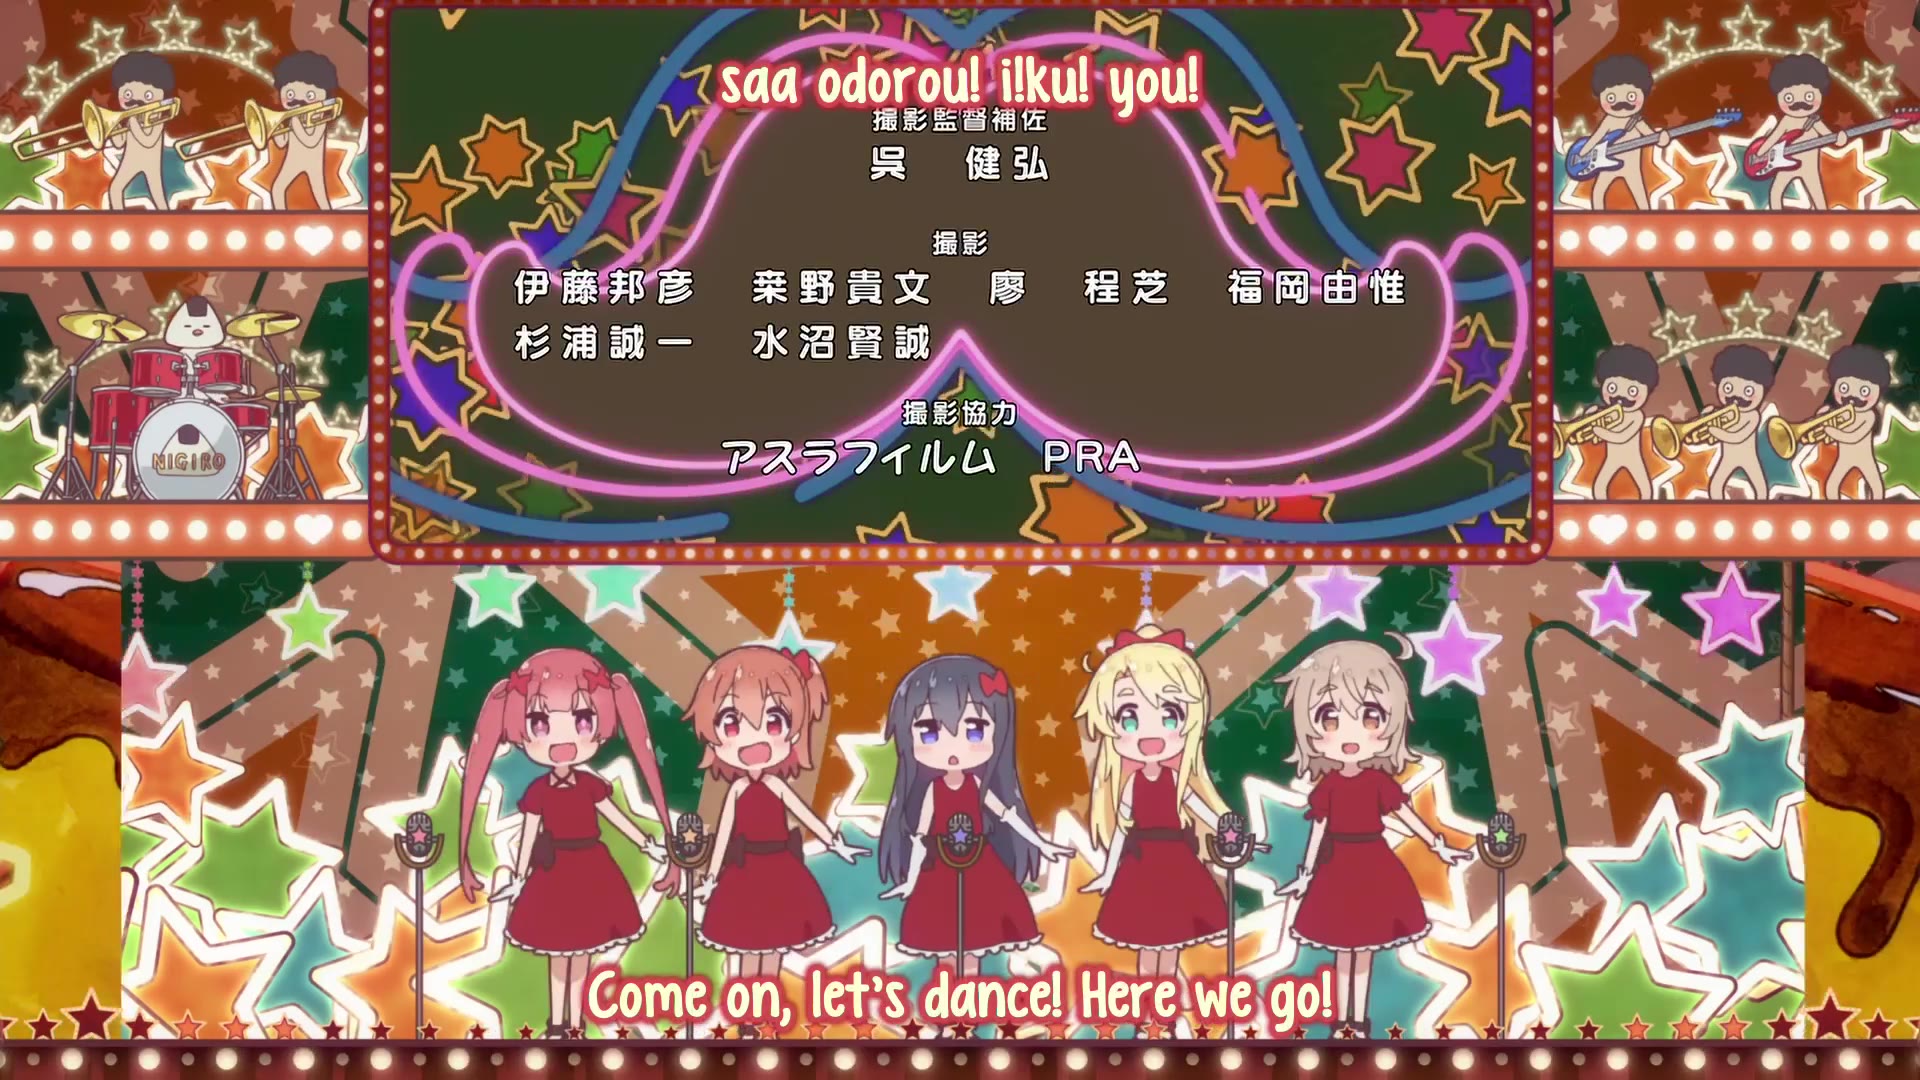 saa odorou! i!ku! you!
撮影監督補佐
呉 健弘
撮影
伊藤邦彦 桒野貴文 廖 程芝 福岡由惟
杉浦誠一 水沼賢誠
撮影協力
アスラフィルム PRA
NIGIRO
Come on, let's dance! Here we go!